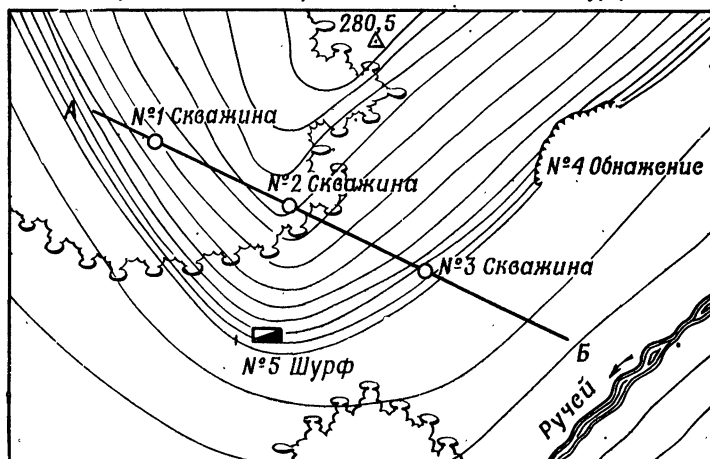 280,5
А
№1 Скважина
№2 Скважина
№4 Обнажение
№3 Скважина
Б
№5 Шурф
Ручей